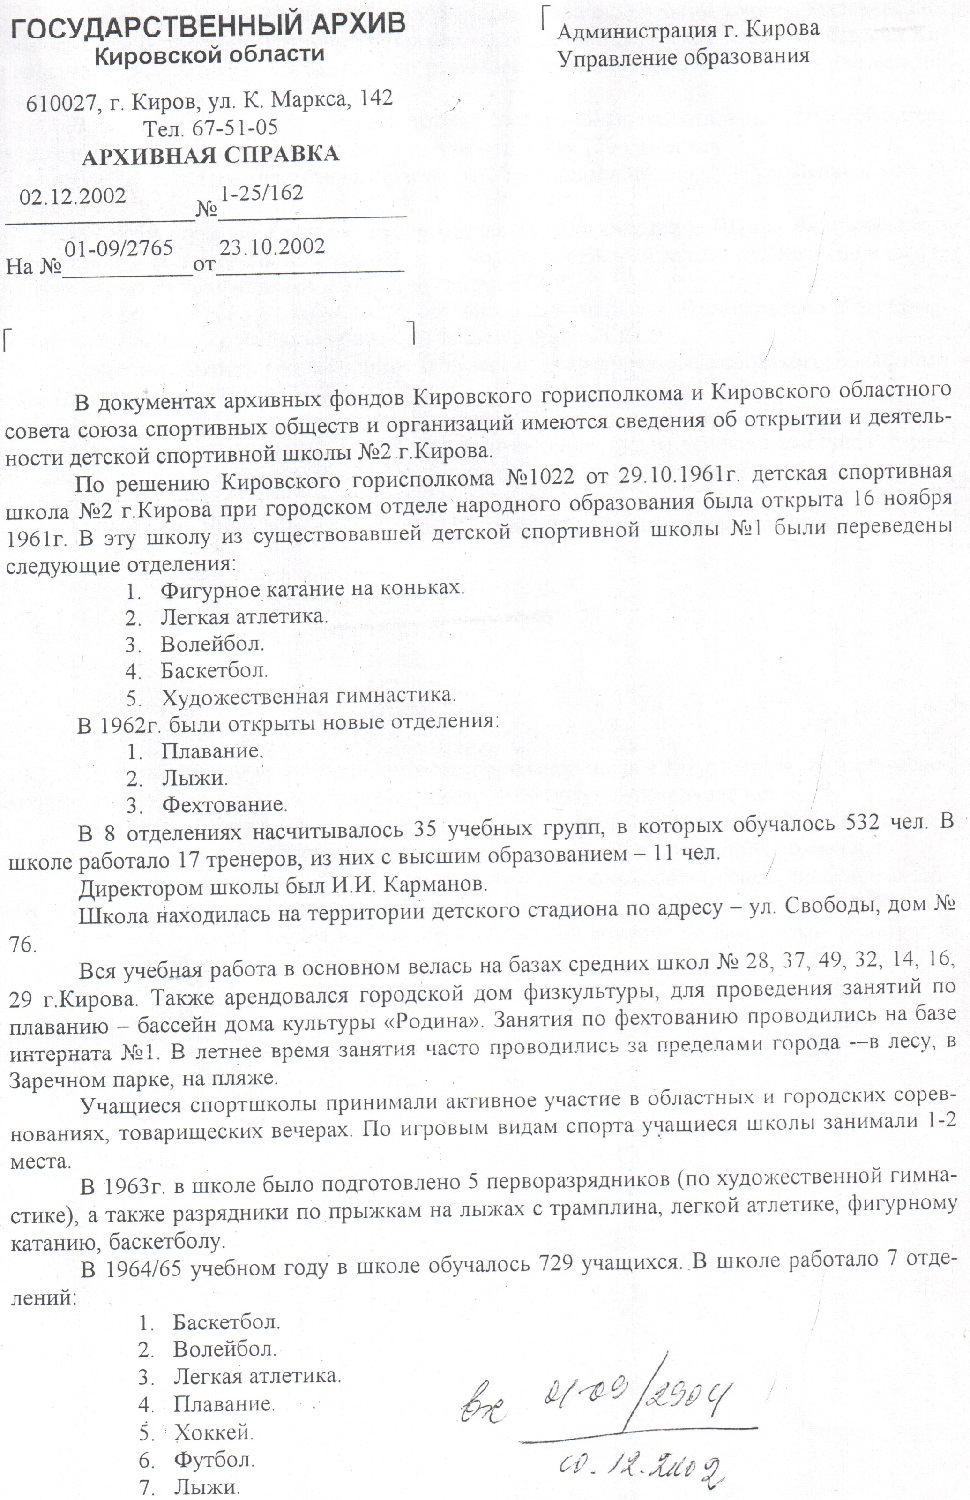 ГОСУДАРСТВЕННЫЙ АРХИВ
Кировской области
610027, г. Киров, ул. К. Маркса, 142
Тел. 67-51-05
АРХИВНАЯ СПРАВКА
02.12.2002 № 1-25/162
На № 01-09/2765 от 23.10.2002
Администрация г. Кирова
Управление образования
В документах архивных фондов Кировского горисполкома и Кировского областного
совета союза спортивных обществ и организаций имеются сведения об открытии и деятель-
ности детской спортивной школы №2 г.Кирова.
По решению Кировского горисполкома №1022 от 29.10.1961г. детская спортивная
школа №2 г.Кирова при городском отделе народного образования была открыта 16 ноября
1961г. В эту школу из существовавшей детской спортивной школы №1 были переведены
следующие отделения:
1. Фигурное катание на коньках.
2. Легкая атлетика.
3. Волейбол.
4. Баскетбол.
5. Художественная гимнастика.
В 1962г. были открыты новые отделения:
1. Плавание.
2. Лыжи.
3. Фехтование.
В 8 отделениях насчитывалось 35 учебных групп, в которых обучалось 532 чел. В
школе работало 17 тренеров, из них с высшим образованием – 11 чел.
Директором школы был И.И. Карманов.
Школа находилась на территории детского стадиона по адресу – ул. Свободы, дом №
76.
Вся учебная работа в основном велась на базах средних школ № 28, 37, 49, 32, 14, 16,
29 г.Кирова. Также арендовался городской дом физкультуры, для проведения занятий по
плаванию – бассейн дома культуры «Родина». Занятия по фехтованию проводились на базе
интерната №1. В летнее время занятия часто проводились за пределами города -–в лесу, в
Заречном парке, на пляже.
Учащиеся спортшколы принимали активное участие в областных и городских сорев-
нованиях, товарищеских вечерах. По игровым видам спорта учащиеся школы занимали 1-2
места.
В 1963г. в школе было подготовлено 5 перворазрядников (по художественной гимна-
стике), а также разрядники по прыжкам на лыжах с трамплина, легкой атлетике, фигурному
катанию, баскетболу.
В 1964/65 учебном году в школе обучалось 729 учащихся. В школе работало 7 отде-
лений:
1. Баскетбол.
2. Волейбол.
3. Легкая атлетика.
4. Плавание.
5. Хоккей.
6. Футбол.
7. Лыжи.
вх 01-09/2904
10.12.2002